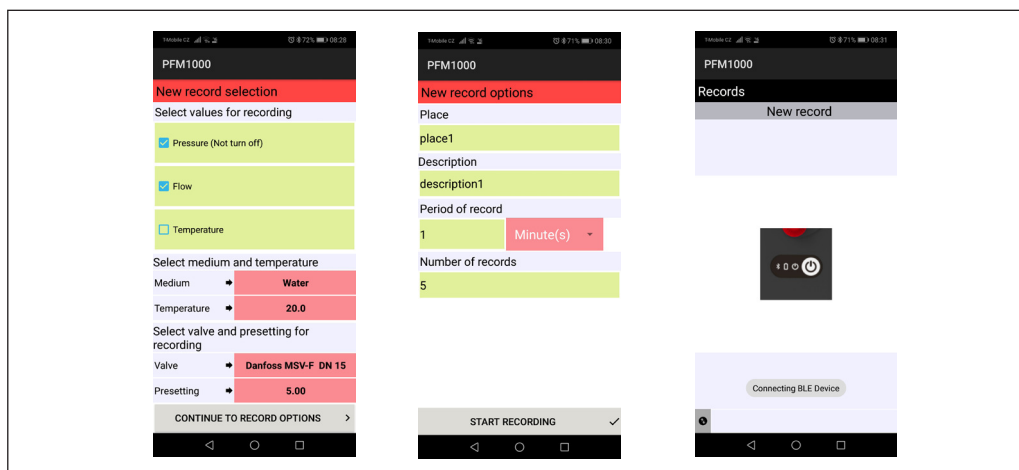 T-Mobile CZ 72% 08:28
PFM1000
New record selection
Select values for recording
Pressure (Not turn off)
Flow
Temperature
Select medium and temperature
Medium Water
Temperature 20.0
Select valve and presetting for
recording
Valve Danfoss MSV-F DN 15
Presetting 5.00
CONTINUE TO RECORD OPTIONS >
T-Mobile CZ 71% 08:30
PFM1000
New record options
Place
place1
Description
description1
Period of record
1 Minute(s)
Number of records
5
START RECORDING
T-Mobile CZ 71% 08:31
PFM1000
Records
New record
Connecting BLE Device